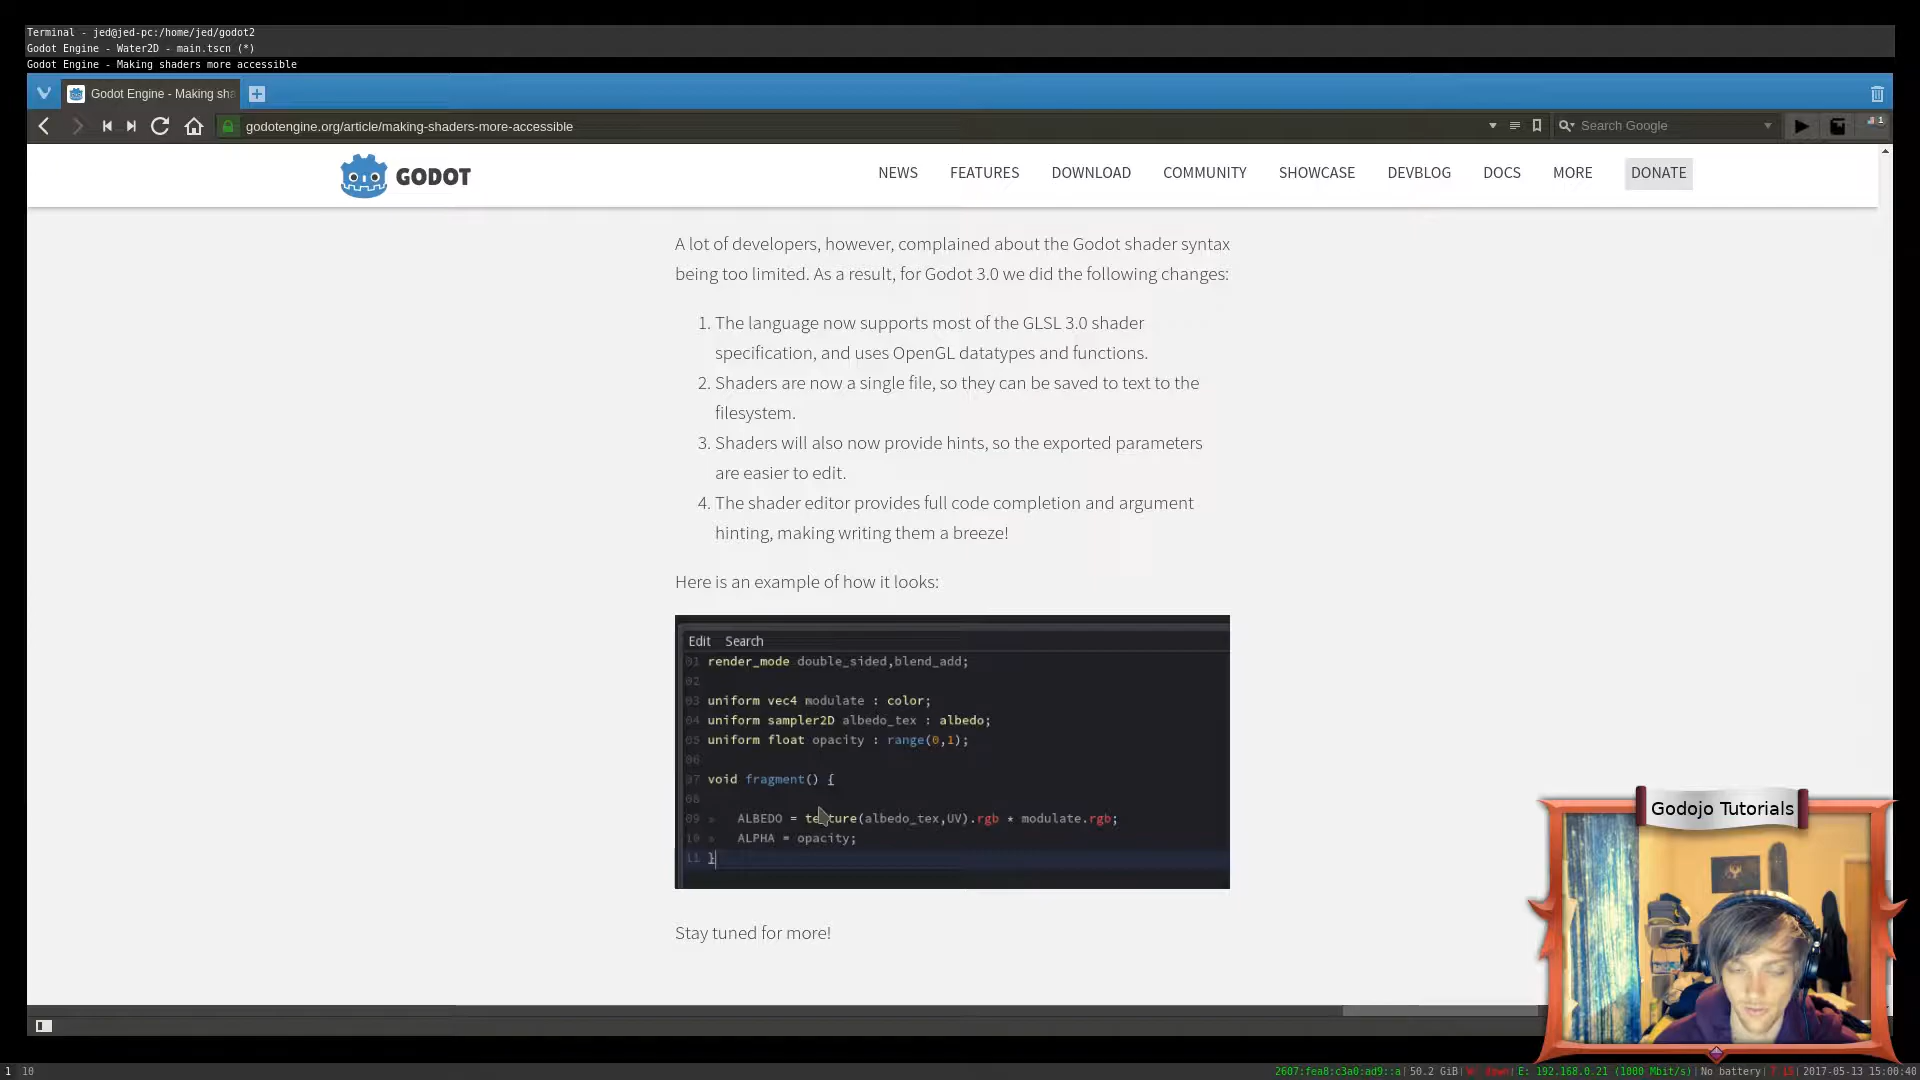 Terminal - jed@jed-pc:/home/jed/godot2
Godot Engine - Water2D - main.tscn (*)
Godot Engine - Making shaders more accessible
Godot Engine - Making sha
godotengine.org/article/making-shaders-more-accessible
Search Google
1
GODOT
NEWS FEATURES DOWNLOAD COMMUNITY SHOWCASE DEVBLOG DOCS MORE DONATE
A lot of developers, however, complained about the Godot shader syntax
being too limited. As a result, for Godot 3.0 we did the following changes:
1. The language now supports most of the GLSL 3.0 shader
specification, and uses OpenGL datatypes and functions.
2. Shaders are now a single file, so they can be saved to text to the
filesystem.
3. Shaders will also now provide hints, so the exported parameters
are easier to edit.
4. The shader editor provides full code completion and argument
hinting, making writing them a breeze!
Here is an example of how it looks:
Edit Search
01 render_mode double_sided,blend_add;
02
03 uniform vec4 modulate : color;
04 uniform sampler2D albedo_tex : albedo;
05 uniform float opacity : range(0,1);
06
07 void fragment() {
08
09 » ALBEDO = texture(albedo_tex,UV).rgb * modulate.rgb;
10 » ALPHA = opacity;
11 }
Stay tuned for more!
Godojo Tutorials
1 10
2607:fea8:c3a0:ad9::a| 50.2 GiB| W: down| E: 192.168.0.21 (1000 Mbit/s)| No battery| | 2017-05-13 15:00:40